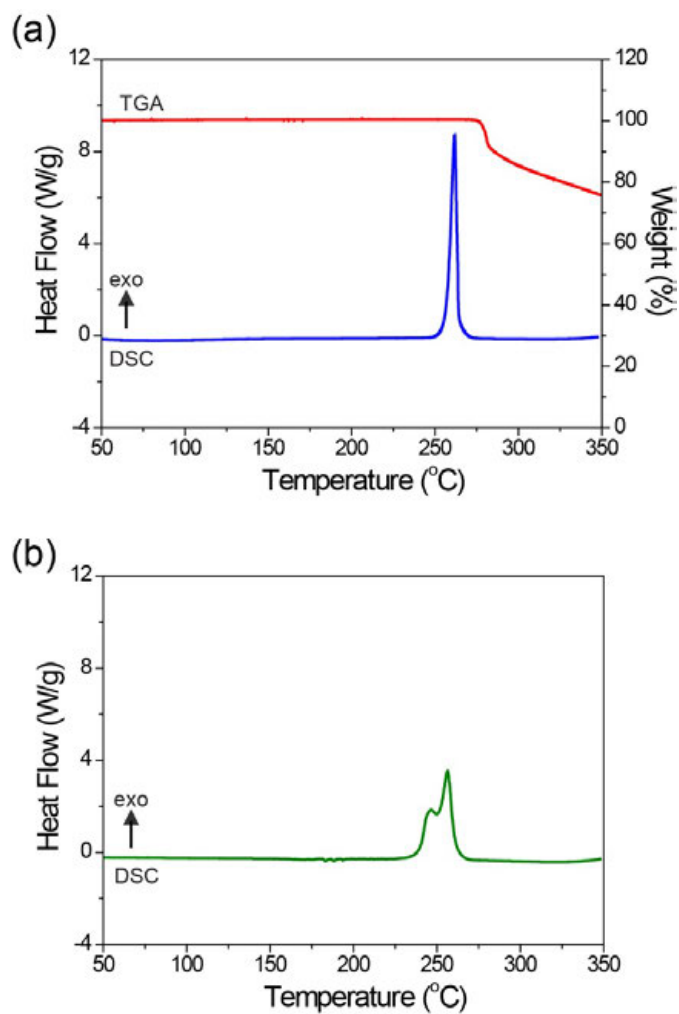 (a)
12
8
4
0
-4
Heat Flow (W/g)
TGA
exo
DSC
120
100
80
60
40
20
0
Weight (%)
50 100 150 200 250 300 350
Temperature (°C)
(b)
12
8
4
0
-4
Heat Flow (W/g)
exo
DSC
50 100 150 200 250 300 350
Temperature (°C)